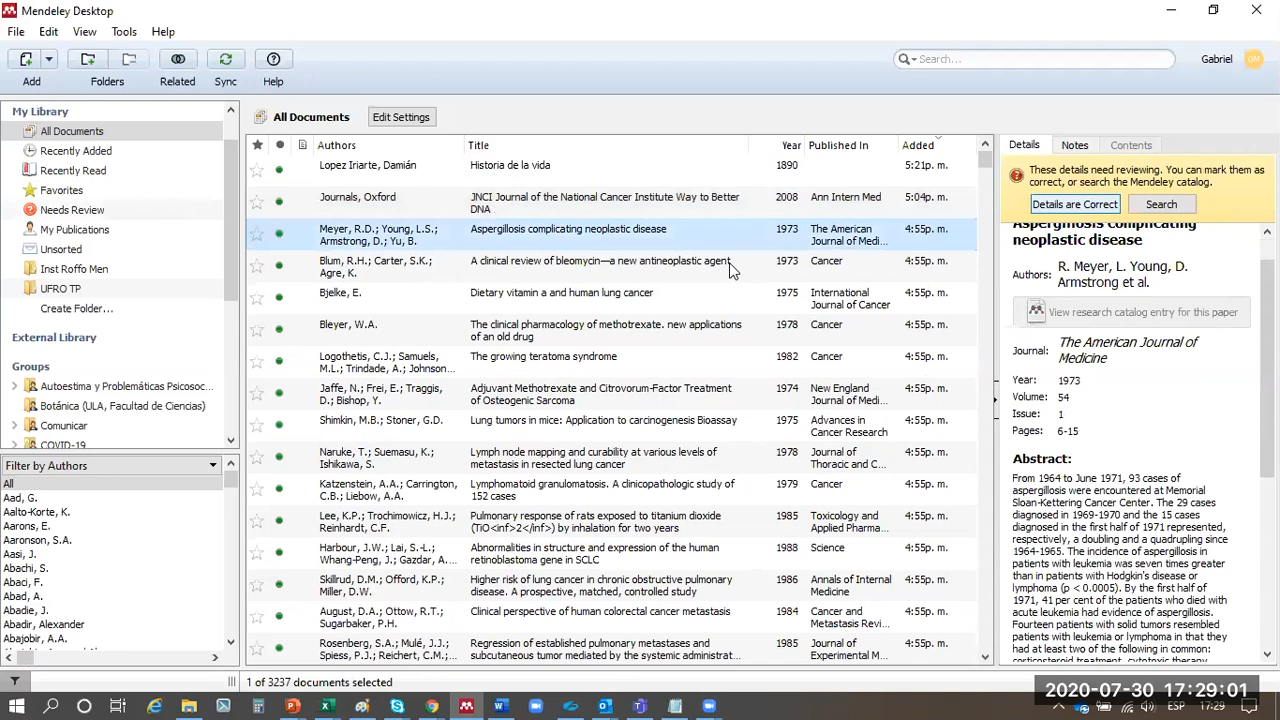 Mendeley Desktop
File Edit View Tools Help
Add Folders Related Sync Help
Search...
Gabriel GM
My Library
All Documents
Recently Added
Recently Read
Favorites
Needs Review
My Publications
Unsorted
Inst Roffo Men
UFRO TP
Create Folder...
External Library
Groups
Autoestima y Problemáticas Psicosoc...
Botánica (ULA, Facultad de Ciencias)
Comunicar
COVID-19
Filter by Authors
All
Aad, G.
Aalto-Korte, K.
Aarons, E.
Aaronson, S.A.
Aasi, J.
Abachi, S.
Abaci, F.
Abad, A.
Abadie, J.
Abadir, Alexander
Abajobir, A.
All Documents Edit Settings
Authors Title Year Published In Added
Lopez Iriarte, Damián Historia de la vida 1890 5:21p. m.
Journals, Oxford JNCI Journal of the National Cancer Institute Way to Better 2008 Ann Intern Med 5:04p. m.
DNA
Meyer, R.D.; Young, L.S.; Aspergillosis complicating neoplastic disease 1973 The American 4:55p. m.
Armstrong, D.; Yu, B. Journal of Medi...
Blum, R.H.; Carter, S.K.; A clinical review of bleomycin—a new antineoplastic agent 1973 Cancer 4:55p. m.
Agre, K.
Bjelke, E. Dietary vitamin a and human lung cancer 1975 International 4:55p. m.
Journal of Cancer
Bleyer, W.A. The clinical pharmacology of methotrexate. new applications 1978 Cancer 4:55p. m.
of an old drug
Logothetis, C.J.; Samuels, The growing teratoma syndrome 1982 Cancer 4:55p. m.
M.L.; Trindade, A.; Johnson...
Jaffe, N.; Frei, E.; Traggis, Adjuvant Methotrexate and Citrovorum-Factor Treatment 1974 New England 4:55p. m.
D.; Bishop, Y. of Osteogenic Sarcoma Journal of Medi...
Shimkin, M.B.; Stoner, G.D. Lung tumors in mice: Application to carcinogenesis Bioassay 1975 Advances in 4:55p. m.
Cancer Research
Naruke, T.; Suemasu, K.; Lymph node mapping and curability at various levels of 1978 Journal of 4:55p. m.
Ishikawa, S. metastasis in resected lung cancer Thoracic and C...
Katzenstein, A.A.; Carrington, Lymphomatoid granulomatosis. A clinicopathologic study of 1979 Cancer 4:55p. m.
C.B.; Liebow, A.A. 152 cases
Lee, K.P.; Trochimowicz, H.J.; Pulmonary response of rats exposed to titanium dioxide 1985 Toxicology and 4:55p. m.
Reinhardt, C.F. (TiO<inf>2</inf>) by inhalation for two years Applied Pharma...
Harbour, J.W.; Lai, S.-L.; Abnormalities in structure and expression of the human 1988 Science 4:55p. m.
Whang-Peng, J.; Gazdar, A.... retinoblastoma gene in SCLC
Skillrud, D.M.; Offord, K.P.; Higher risk of lung cancer in chronic obstructive pulmonary 1986 Annals of Internal 4:55p. m.
Miller, D.W. disease. A prospective, matched, controlled study Medicine
August, D.A.; Ottow, R.T.; Clinical perspective of human colorectal cancer metastasis 1984 Cancer and 4:55p. m.
Sugarbaker, P.H. Metastasis Revi...
Rosenberg, S.A.; Mulé, J.J.; Regression of established pulmonary metastases and 1985 Journal of 4:55p. m.
Spiess, P.J.; Reichert, C.M.... subcutaneous tumor mediated by the systemic administrat... Experimental M...
Details Notes Contents
These details need reviewing. You can mark them as
correct, or search the Mendeley catalog.
Details are Correct Search
Aspergillosis complicating
neoplastic disease
Authors: R. Meyer, L. Young, D.
Armstrong et al.
View research catalog entry for this paper
Journal: The American Journal of
Medicine
Year: 1973
Volume: 54
Issue: 1
Pages: 6-15
Abstract:
From 1964 to June 1971, 93 cases of
aspergillosis were encountered at Memorial
Sloan-Kettering Cancer Center. The 29 cases
diagnosed in 1969-1970 and the 15 cases
diagnosed in the first half of 1971 represented,
respectively, a doubling and a quadrupling since
1964-1965. The incidence of aspergillosis in
patients with leukemia was seven times greater
than in patients with Hodgkin's disease or
lymphoma (p < 0.0005). By the first half of
1971, 41 per cent of the patients who died with
acute leukemia had evidence of aspergillosis.
Fourteen patients with solid tumors resembled
patients with leukemia or lymphoma in that they
had at least two of the following in common:
corticosteroid treatment, cytotoxic therapy
1 of 3237 documents selected
2020-07-30 17:29:01
ESP 17:29